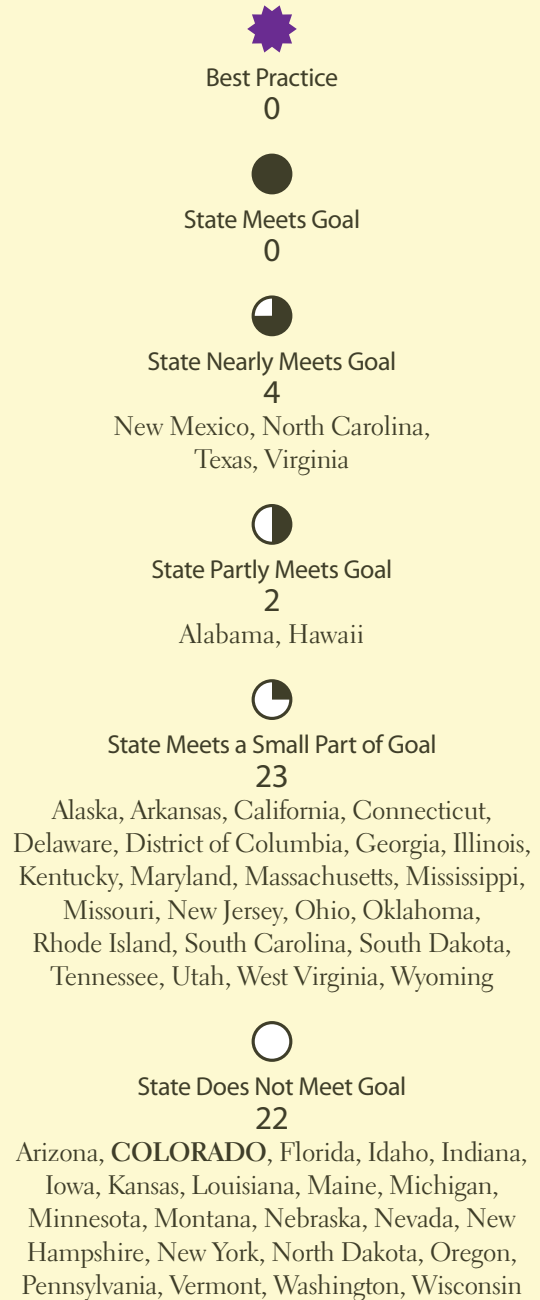 Best Practice
0
State Meets Goal
0
State Nearly Meets Goal
4
New Mexico, North Carolina,
Texas, Virginia
State Partly Meets Goal
2
Alabama, Hawaii
State Meets a Small Part of Goal
23
Alaska, Arkansas, California, Connecticut,
Delaware, District of Columbia, Georgia, Illinois,
Kentucky, Maryland, Massachusetts, Mississippi,
Missouri, New Jersey, Ohio, Oklahoma,
Rhode Island, South Carolina, South Dakota,
Tennessee, Utah, West Virginia, Wyoming
State Does Not Meet Goal
22
Arizona, COLORADO, Florida, Idaho, Indiana,
Iowa, Kansas, Louisiana, Maine, Michigan,
Minnesota, Montana, Nebraska, Nevada, New
Hampshire, New York, North Dakota, Oregon,
Pennsylvania, Vermont, Washington, Wisconsin